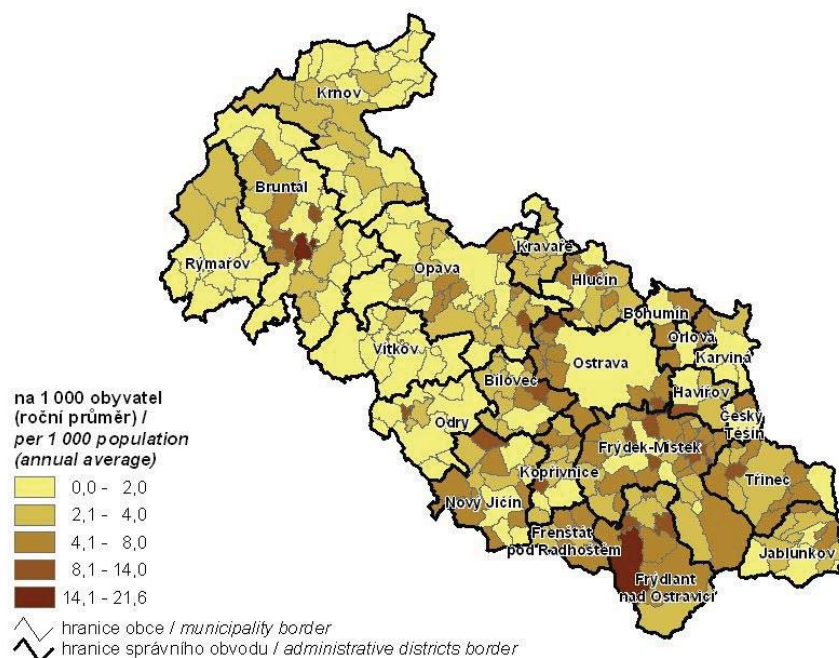 Krnov
Bruntál
Rýmařov
Opava
Kravaře
Hlučín
Bohumín
Orlová
Karviná
Ostrava
Vítkov
Bílovec
Havířov
Český
Těšín
Odry
Frýdek-Místek
Kopřivnice
Třinec
Nový Jičín
Frenštát
pod Radhoštěm
Jablunkov
Frýdlant
nad Ostravicí
na 1 000 obyvatel
(roční průměr) /
per 1 000 population
(annual average)
0,0 - 2,0
2,1 - 4,0
4,1 - 8,0
8,1 - 14,0
14,1 - 21,6
hranice obce / municipality border
hranice správního obvodu / administrative districts border